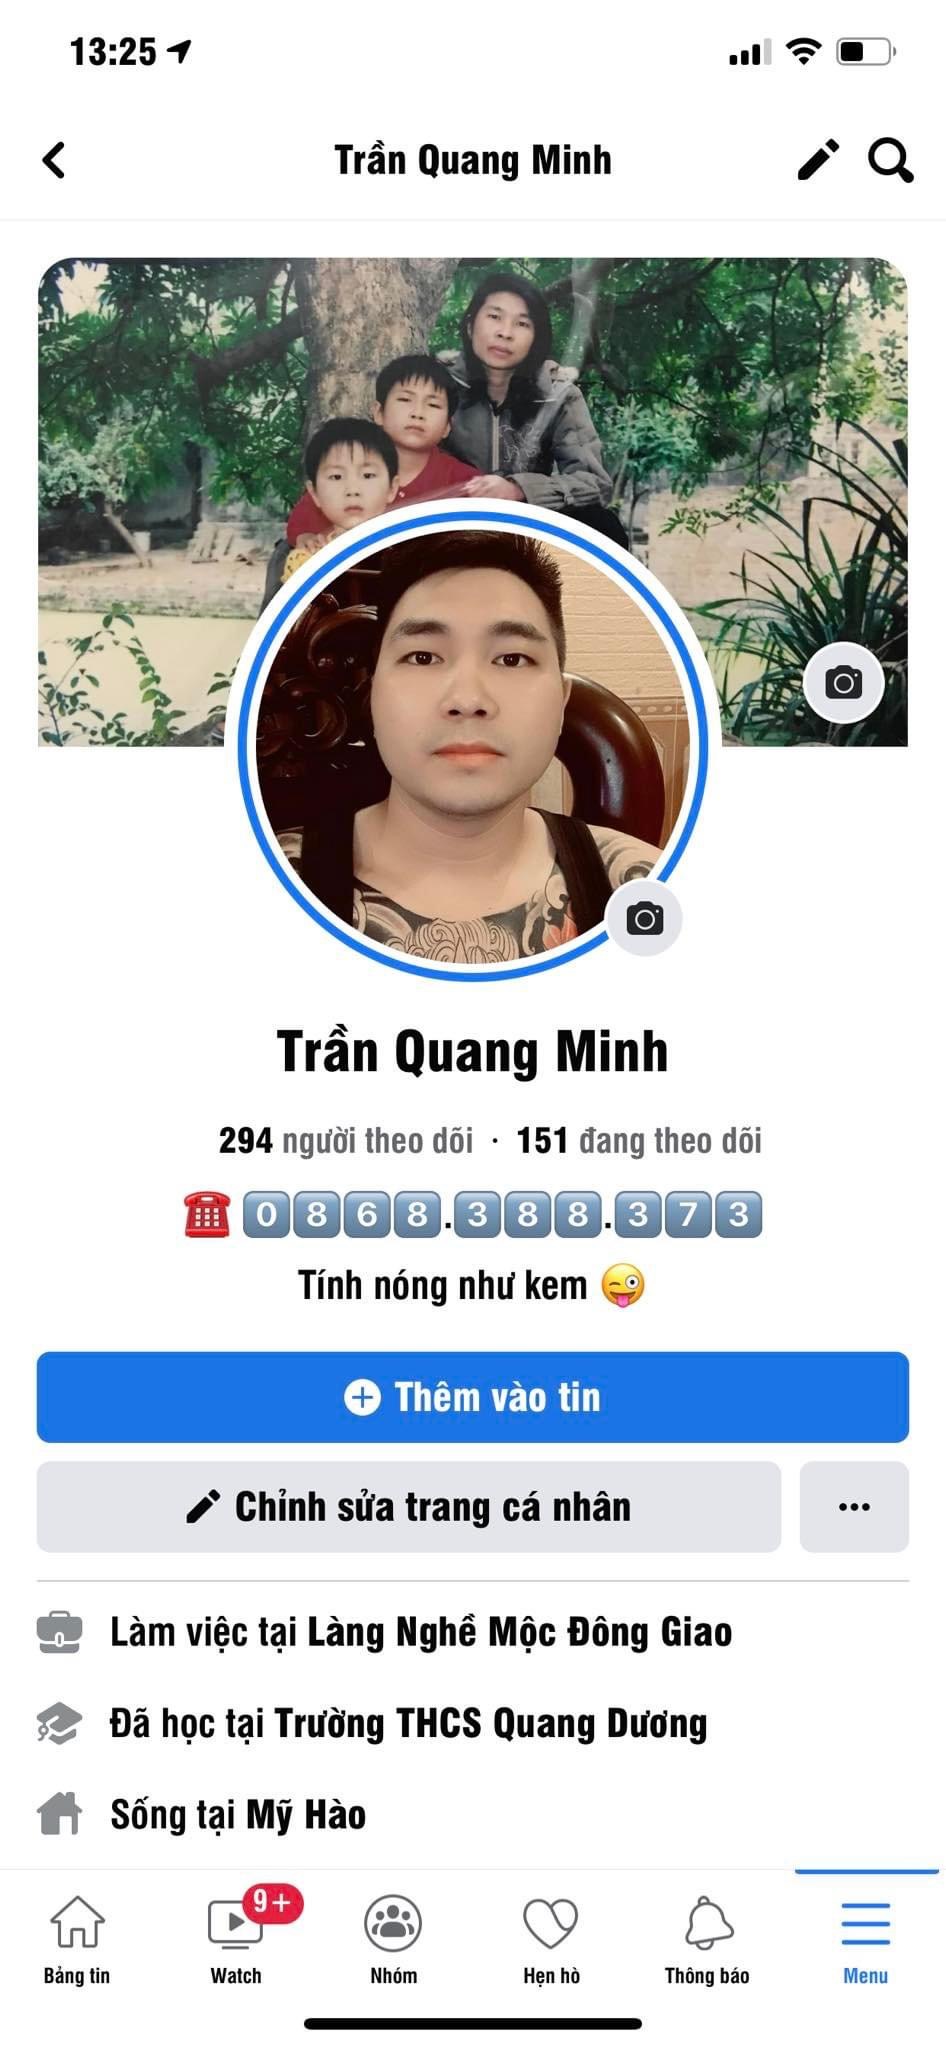 13:25
Trần Quang Minh
Trần Quang Minh
294 người theo dõi · 151 đang theo dõi
☎️ 0868.388.373
Tính nóng như kem 😜
Thêm vào tin
Chỉnh sửa trang cá nhân
Làm việc tại Làng Nghề Mộc Đông Giao
Đã học tại Trường THCS Quang Dương
Sống tại Mỹ Hào
9+
Bảng tin Watch Nhóm Hẹn hò Thông báo Menu